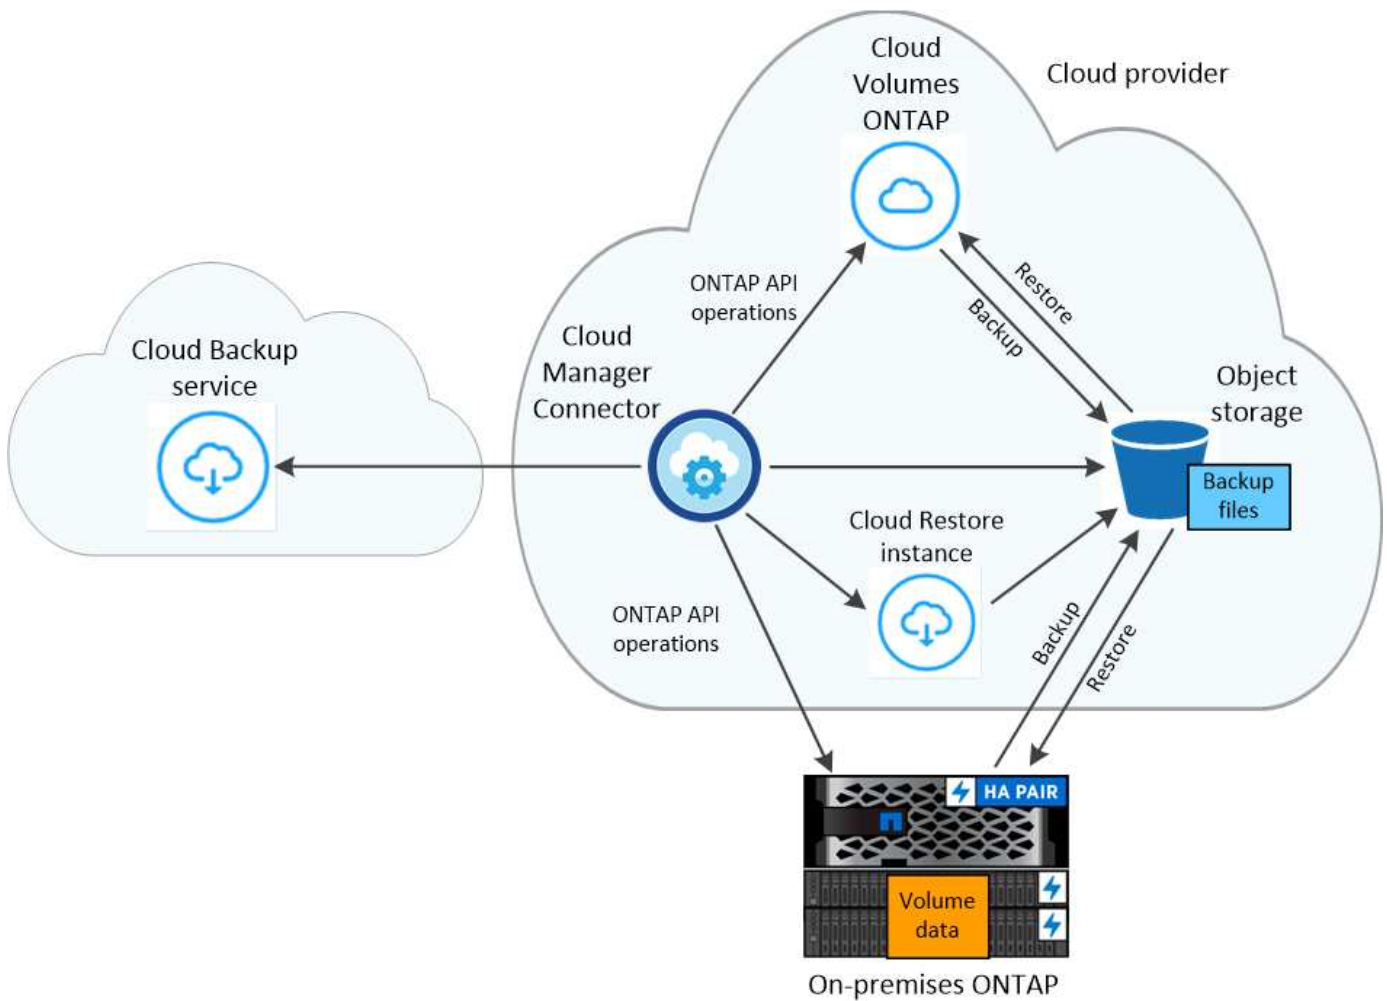 Cloud
Volumes
ONTAP
Cloud provider
ONTAP API
operations
Restore
Backup
Cloud
Manager
Connector
Cloud Backup
service
Object
storage
Backup
files
Cloud Restore
instance
ONTAP API
operations
Backup
Restore
HA PAIR
Volume
data
On-premises ONTAP